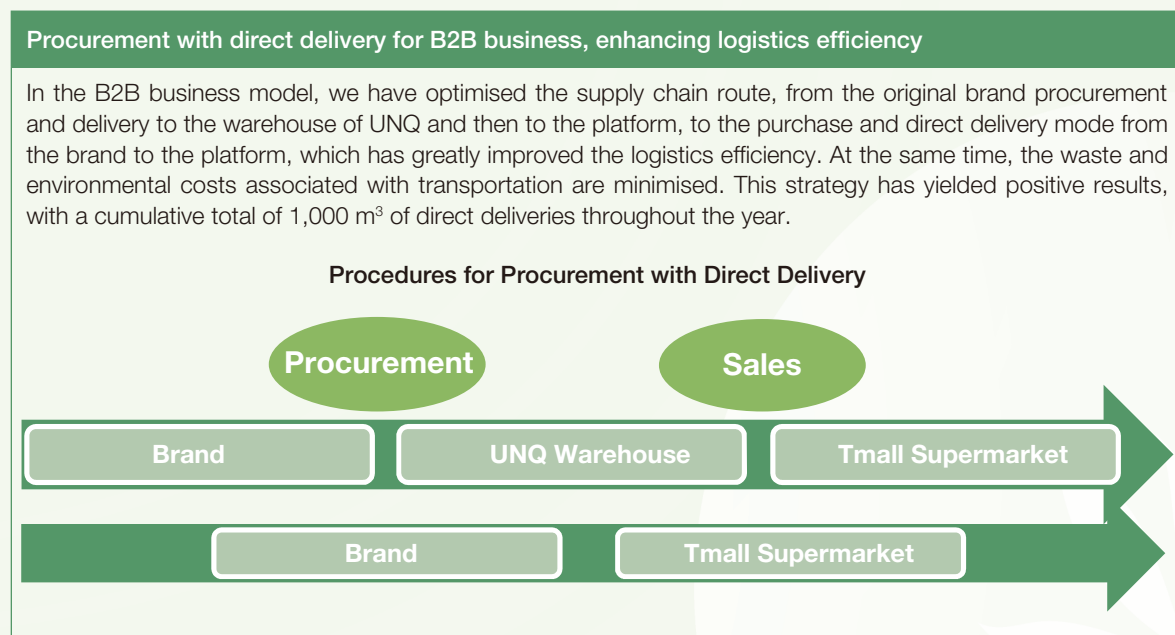 Procurement with direct delivery for B2B business, enhancing logistics efficiency
In the B2B business model, we have optimised the supply chain route, from the original brand procurement
and delivery to the warehouse of UNQ and then to the platform, to the purchase and direct delivery mode from
the brand to the platform, which has greatly improved the logistics efficiency. At the same time, the waste and
environmental costs associated with transportation are minimised. This strategy has yielded positive results,
with a cumulative total of 1,000 m³ of direct deliveries throughout the year.
Procedures for Procurement with Direct Delivery
Procurement Sales
Brand UNQ Warehouse Tmall Supermarket
Brand Tmall Supermarket